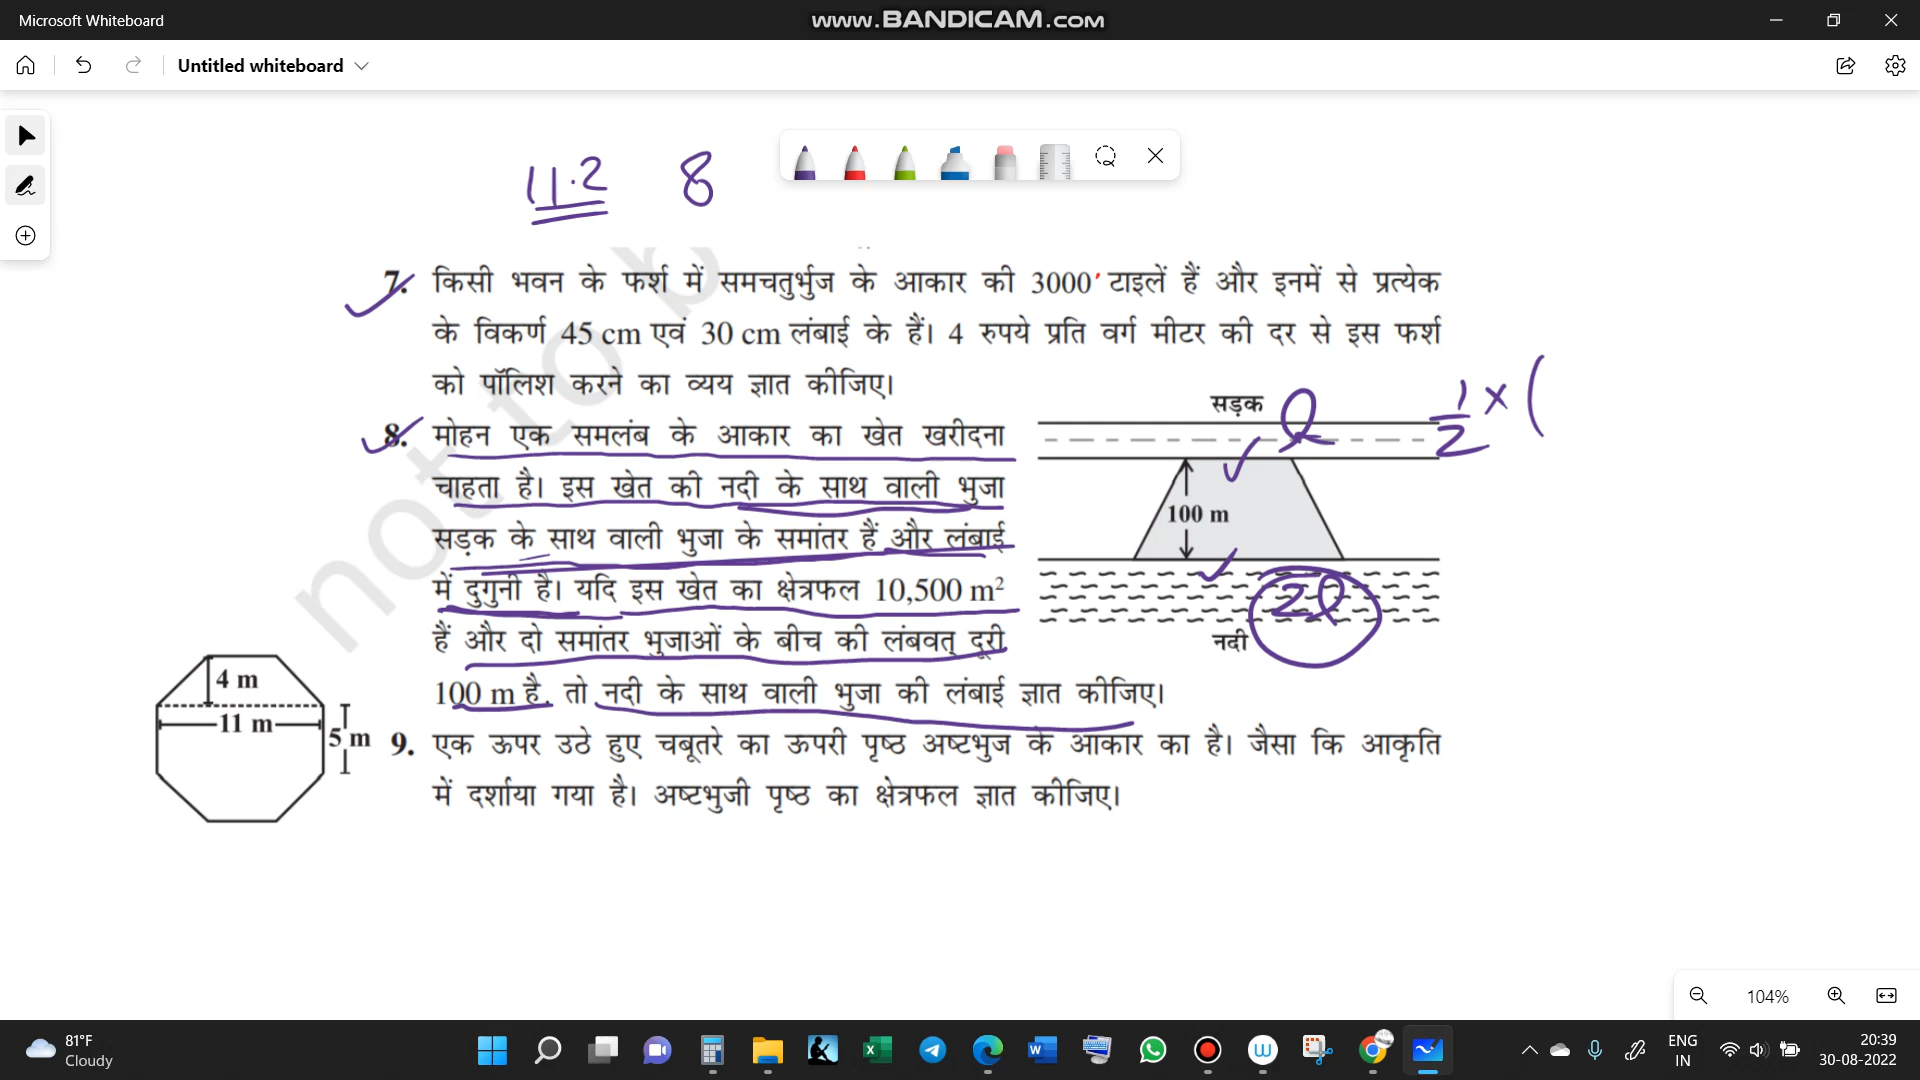 Microsoft Whiteboard
www.BANDICAM.com
Untitled whiteboard
11.2 8
7. किसी भवन के फर्श में समचतुर्भुज के आकार की 3000 टाइलें हैं और इनमें से प्रत्येक
के विकर्ण 45 cm एवं 30 cm लंबाई के हैं। 4 रुपये प्रति वर्ग मीटर की दर से इस फर्श
को पॉलिश करने का व्यय ज्ञात कीजिए।
8. मोहन एक समलंब के आकार का खेत खरीदना
चाहता है। इस खेत की नदी के साथ वाली भुजा
सड़क के साथ वाली भुजा के समांतर हैं और लंबाई
में दुगुनी है। यदि इस खेत का क्षेत्रफल 10,500 m²
हैं और दो समांतर भुजाओं के बीच की लंबवत् दूरी
100 m है, तो नदी के साथ वाली भुजा की लंबाई ज्ञात कीजिए।
सड़क l
1/2 × (
100 m
2l
नदी
4 m
11 m
5 m
9. एक ऊपर उठे हुए चबूतरे का ऊपरी पृष्ठ अष्टभुज के आकार का है। जैसा कि आकृति
में दर्शाया गया है। अष्टभुजी पृष्ठ का क्षेत्रफल ज्ञात कीजिए।
not to b
104%
81°F
Cloudy
ENG
IN
20:39
30-08-2022